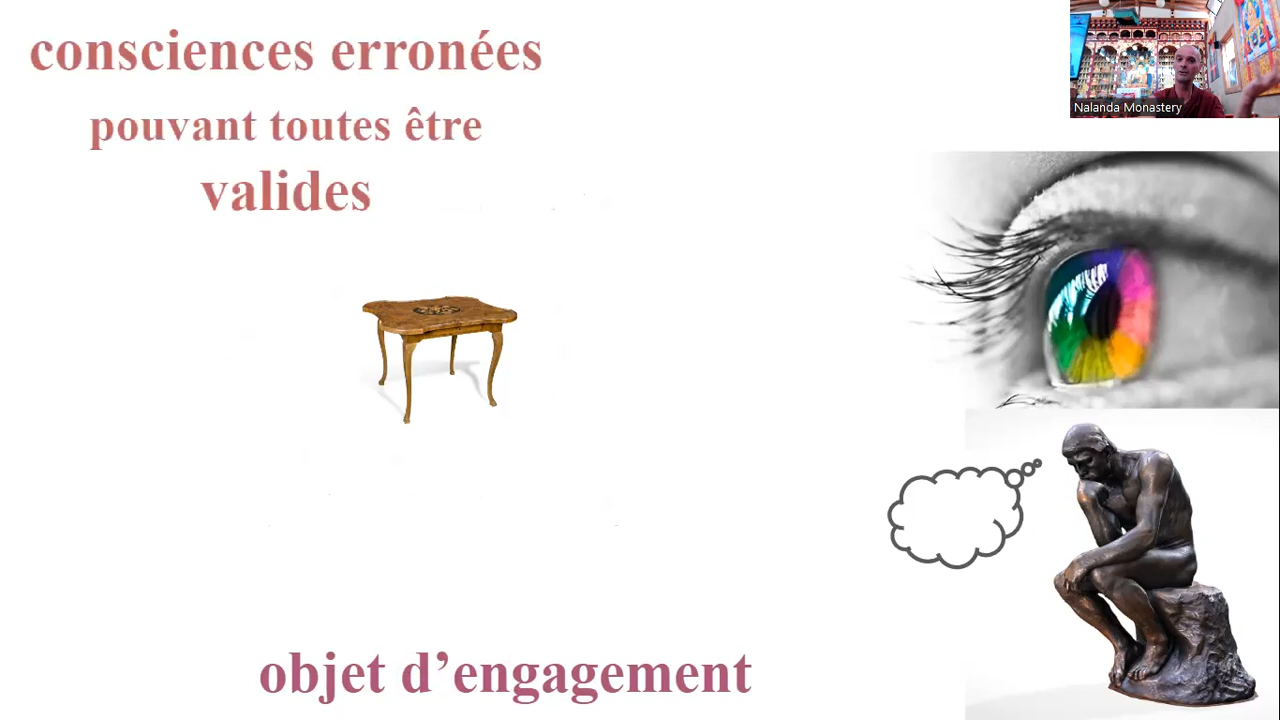 consciences erronées
pouvant toutes être
valides
Nalanda Monastery
objet d’engagement